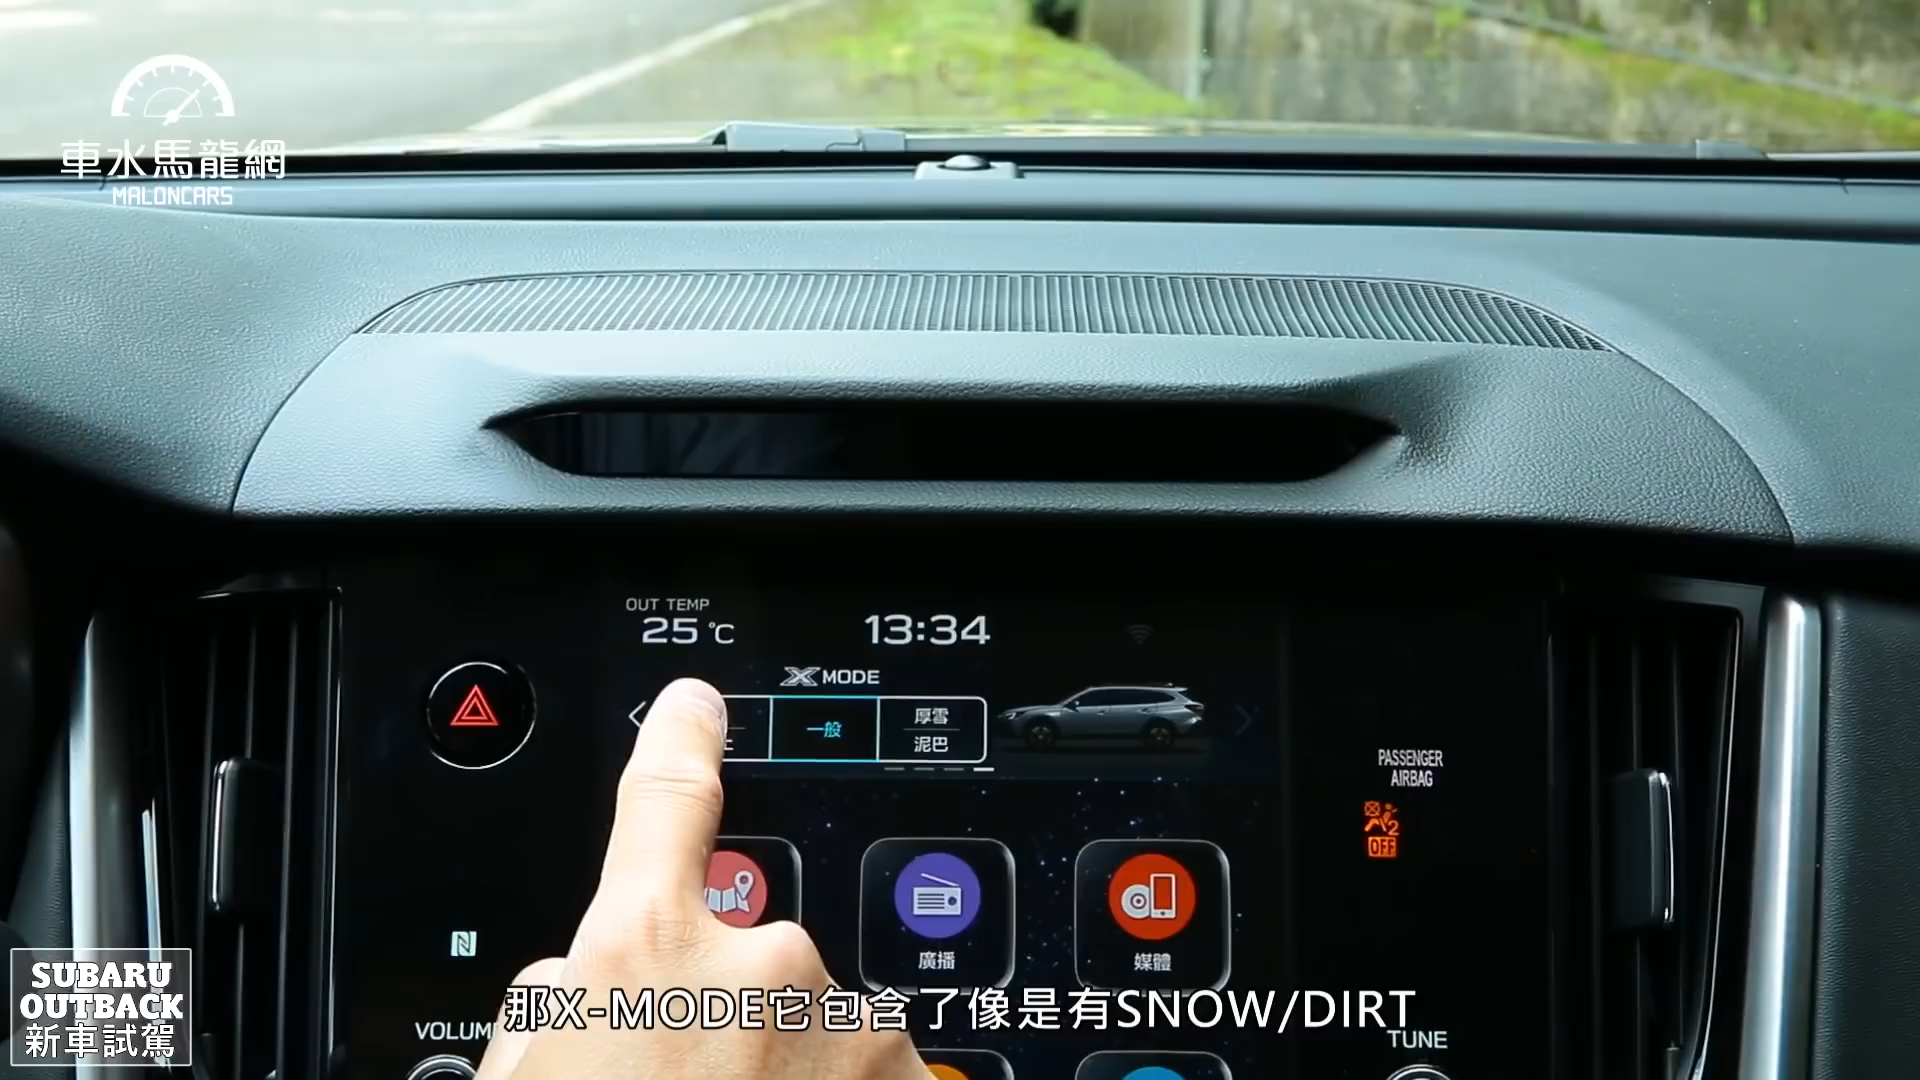 車水馬龍網
MALONCARS
OUT TEMP
25 °C
13:34
X MODE
一般
厚雪
泥巴
PASSENGER
AIRBAG
2
OFF
廣播
媒體
SUBARU
OUTBACK
新車試駕
那X-MODE它包含了像是有SNOW/DIRT
TUNE